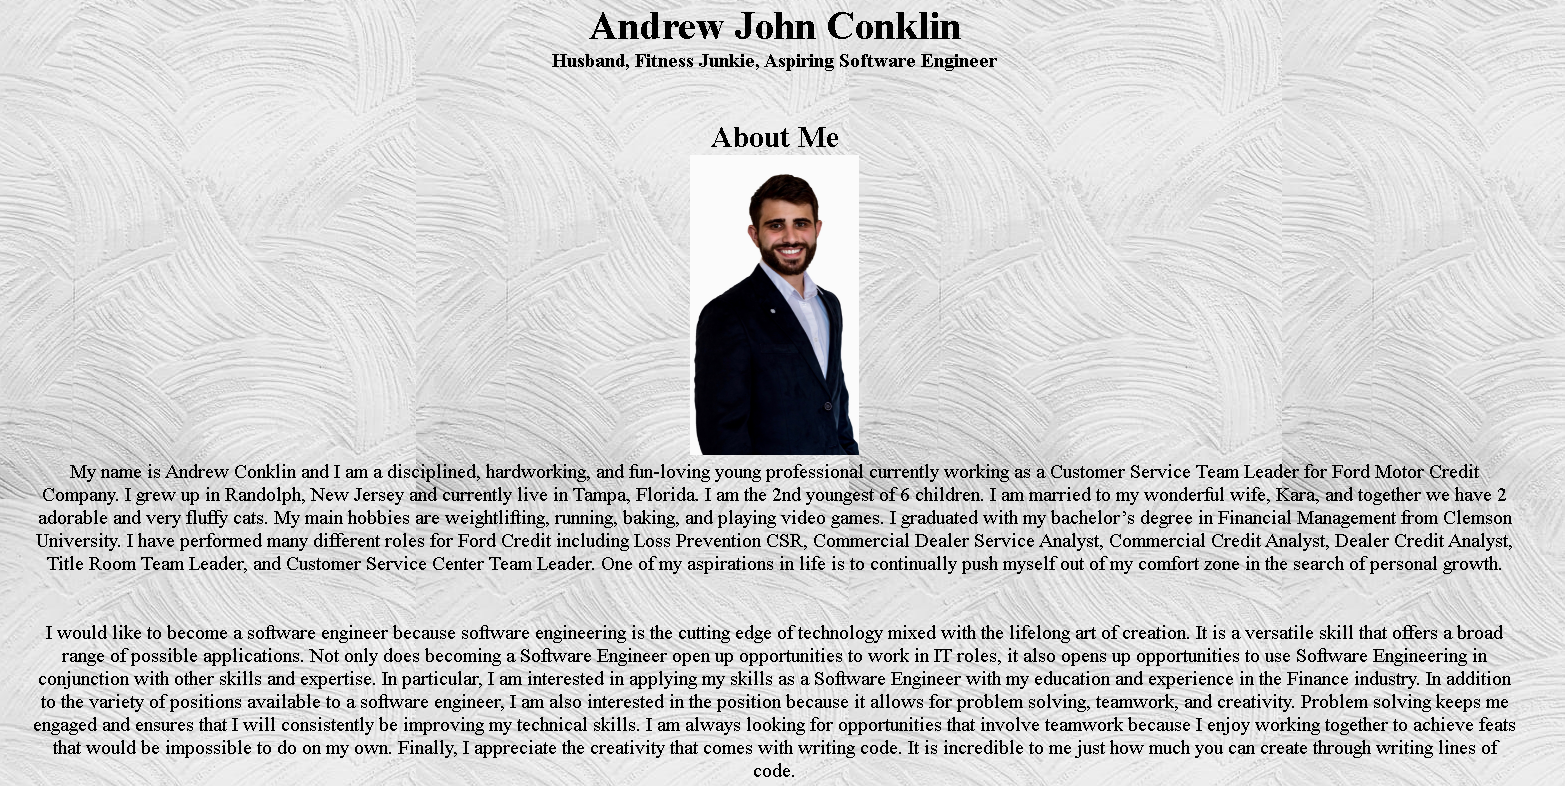 Andrew John Conklin
Husband, Fitness Junkie, Aspiring Software Engineer
About Me
My name is Andrew Conklin and I am a disciplined, hardworking, and fun-loving young professional currently working as a Customer Service Team Leader for Ford Motor Credit
Company. I grew up in Randolph, New Jersey and currently live in Tampa, Florida. I am the 2nd youngest of 6 children. I am married to my wonderful wife, Kara, and together we have 2
adorable and very fluffy cats. My main hobbies are weightlifting, running, baking, and playing video games. I graduated with my bachelor’s degree in Financial Management from Clemson
University. I have performed many different roles for Ford Credit including Loss Prevention CSR, Commercial Dealer Service Analyst, Commercial Credit Analyst, Dealer Credit Analyst,
Title Room Team Leader, and Customer Service Center Team Leader. One of my aspirations in life is to continually push myself out of my comfort zone in the search of personal growth.
I would like to become a software engineer because software engineering is the cutting edge of technology mixed with the lifelong art of creation. It is a versatile skill that offers a broad
range of possible applications. Not only does becoming a Software Engineer open up opportunities to work in IT roles, it also opens up opportunities to use Software Engineering in
conjunction with other skills and expertise. In particular, I am interested in applying my skills as a Software Engineer with my education and experience in the Finance industry. In addition
to the variety of positions available to a software engineer, I am also interested in the position because it allows for problem solving, teamwork, and creativity. Problem solving keeps me
engaged and ensures that I will consistently be improving my technical skills. I am always looking for opportunities that involve teamwork because I enjoy working together to achieve feats
that would be impossible to do on my own. Finally, I appreciate the creativity that comes with writing code. It is incredible to me just how much you can create through writing lines of
code.